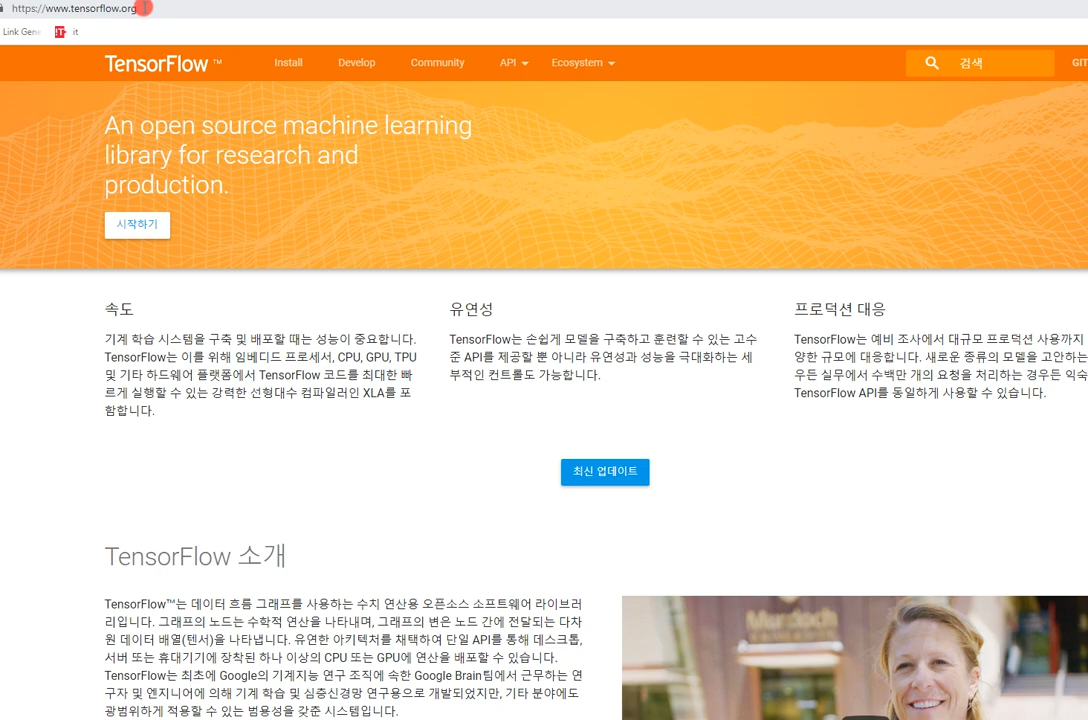 https://www.tensorflow.org
Link Gene
it
TensorFlow ™
Install
Develop
Community
API
Ecosystem
검색
GIT
An open source machine learning
library for research and
production.
시작하기
속도
기계 학습 시스템을 구축 및 배포할 때는 성능이 중요합니다.
TensorFlow는 이를 위해 임베디드 프로세서, CPU, GPU, TPU
및 기타 하드웨어 플랫폼에서 TensorFlow 코드를 최대한 빠
르게 실행할 수 있는 강력한 선형대수 컴파일러인 XLA를 포
함합니다.
유연성
TensorFlow는 손쉽게 모델을 구축하고 훈련할 수 있는 고수
준 API를 제공할 뿐 아니라 유연성과 성능을 극대화하는 세
부적인 컨트롤도 가능합니다.
프로덕션 대응
TensorFlow는 예비 조사에서 대규모 프로덕션 사용까지
양한 규모에 대응합니다. 새로운 종류의 모델을 고안하는
우든 실무에서 수백만 개의 요청을 처리하는 경우든 익숙
TensorFlow API를 동일하게 사용할 수 있습니다.
최신 업데이트
TensorFlow 소개
TensorFlow™는 데이터 흐름 그래프를 사용하는 수치 연산용 오픈소스 소프트웨어 라이브러
리입니다. 그래프의 노드는 수학적 연산을 나타내며, 그래프의 변은 노드 간에 전달되는 다차
원 데이터 배열(텐서)을 나타냅니다. 유연한 아키텍처를 채택하여 단일 API를 통해 데스크톱,
서버 또는 휴대기기에 장착된 하나 이상의 CPU 또는 GPU에 연산을 배포할 수 있습니다.
TensorFlow는 최초에 Google의 기계지능 연구 조직에 속한 Google Brain팀에서 근무하는 연
구자 및 엔지니어에 의해 기계 학습 및 심층신경망 연구용으로 개발되었지만, 기타 분야에도
광범위하게 적용할 수 있는 범용성을 갖춘 시스템입니다.
Murdoch